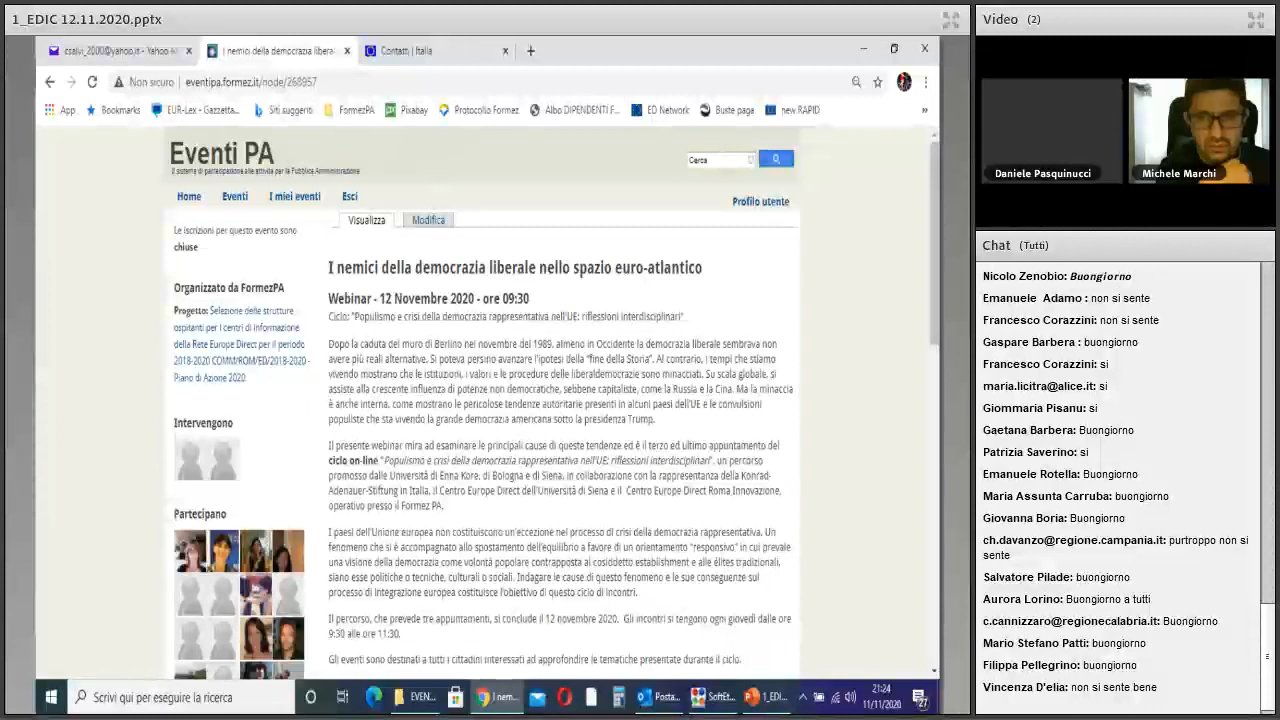 1_EDIC 12.11.2020.pptx
csalvi_2000@yahoo.it - Yahoo
I nemici della democrazia libera
Contatti | Italia
Non sicuro
eventipa.formez.it/node/268957
App
Bookmarks
EUR-Lex - Gazzetta...
Siti suggeriti
FormezPA
Pixabay
Protocollo Formez
Albo DIPENDENTI F...
ED Network
Buste paga
new RAPID
»
Eventi PA
Il sistema di partecipazione alle attività per la Pubblica Amministrazione
Cerca
Home
Eventi
I miei eventi
Esci
Profilo utente
Visualizza
Modifica
Le iscrizioni per questo evento sono
chiuse
Organizzato da FormezPA
Progetto: Selezione delle strutture
ospitanti per i centri di informazione
della Rete Europe Direct per il periodo
2018-2020 COMM/ROM/ED/2018-2020 -
Piano di Azione 2020
Intervengono
Partecipano
I nemici della democrazia liberale nello spazio euro-atlantico
Webinar - 12 Novembre 2020 - ore 09:30
Ciclo: "Populismo e crisi della democrazia rappresentativa nell'UE: riflessioni interdisciplinari"
Dopo la caduta del muro di Berlino nel novembre del 1989, almeno in Occidente la democrazia liberale sembrava non
avere più reali alternative. Si poteva persino avanzare l'ipotesi della "fine della Storia". Al contrario, i tempi che stiamo
vivendo mostrano che le istituzioni, i valori e le procedure delle liberaldemocrazie sono minacciati. Su scala globale, si
assiste alla crescente influenza di potenze non democratiche, sebbene capitaliste, come la Russia e la Cina. Ma la minaccia
è anche interna, come mostrano le pericolose tendenze autoritarie presenti in alcuni paesi dell'UE e le convulsioni
populiste che sta vivendo la grande democrazia americana sotto la presidenza Trump.
Il presente webinar mira ad esaminare le principali cause di queste tendenze ed è il terzo ed ultimo appuntamento del
ciclo on-line "Populismo e crisi della democrazia rappresentativa nell'UE: riflessioni interdisciplinari", un percorso
promosso dalle Università di Enna Kore, di Bologna e di Siena, in collaborazione con la rappresentanza della Konrad-
Adenauer-Stiftung in Italia, il Centro Europe Direct dell'Università di Siena e il Centro Europe Direct Roma Innovazione,
operativo presso il Formez PA.
I paesi dell'Unione europea non costituiscono un'eccezione nel processo di crisi della democrazia rappresentativa. Un
fenomeno che si è accompagnato allo spostamento dell'equilibrio a favore di un orientamento "responsivo" in cui prevale
una visione della democrazia come volontà popolare contrapposta al cosiddetto establishment e alle élites tradizionali,
siano esse politiche o tecniche, culturali o sociali. Indagare le cause di questo fenomeno e le sue conseguenze sul
processo di integrazione europea costituisce l'obiettivo di questo ciclo di incontri.
Il percorso, che prevede tre appuntamenti, si conclude il 12 novembre 2020. Gli incontri si tengono ogni giovedì dalle ore
9:30 alle ore 11:30.
Gli eventi sono destinati a tutti i cittadini interessati ad approfondire le tematiche presentate durante il ciclo.
Scrivi qui per eseguire la ricerca
EVEN...
I nem...
Posta...
SoftEt...
1_EDI...
21:24
11/11/2020
27
Video (2)
Daniele Pasquinucci
Michele Marchi
Chat (Tutti)
Nicolo Zenobio: Buongiorno
Emanuele Adamo : non si sente
Francesco Corazzini: non si sente
Gaspare Barbera : buongiorno
Francesco Corazzini: si
maria.licitra@alice.it: si
Giommaria Pisanu: si
Gaetana Barbera: Buongiorno
Patrizia Saverino: si
Emanuele Rotella: Buongiorno
Maria Assunta Carruba: buongiorno
Giovanna Boria: Buongiorno
ch.davanzo@regione.campania.it: purtroppo non si
sente
Salvatore Pilade: buongiorno
Aurora Lorino: Buongiorno a tutti
c.cannizzaro@regionecalabria.it: Buongiorno
Mario Stefano Patti: buongiorno
Filippa Pellegrino: buongiorno
Vincenza D'elia: non si sente bene